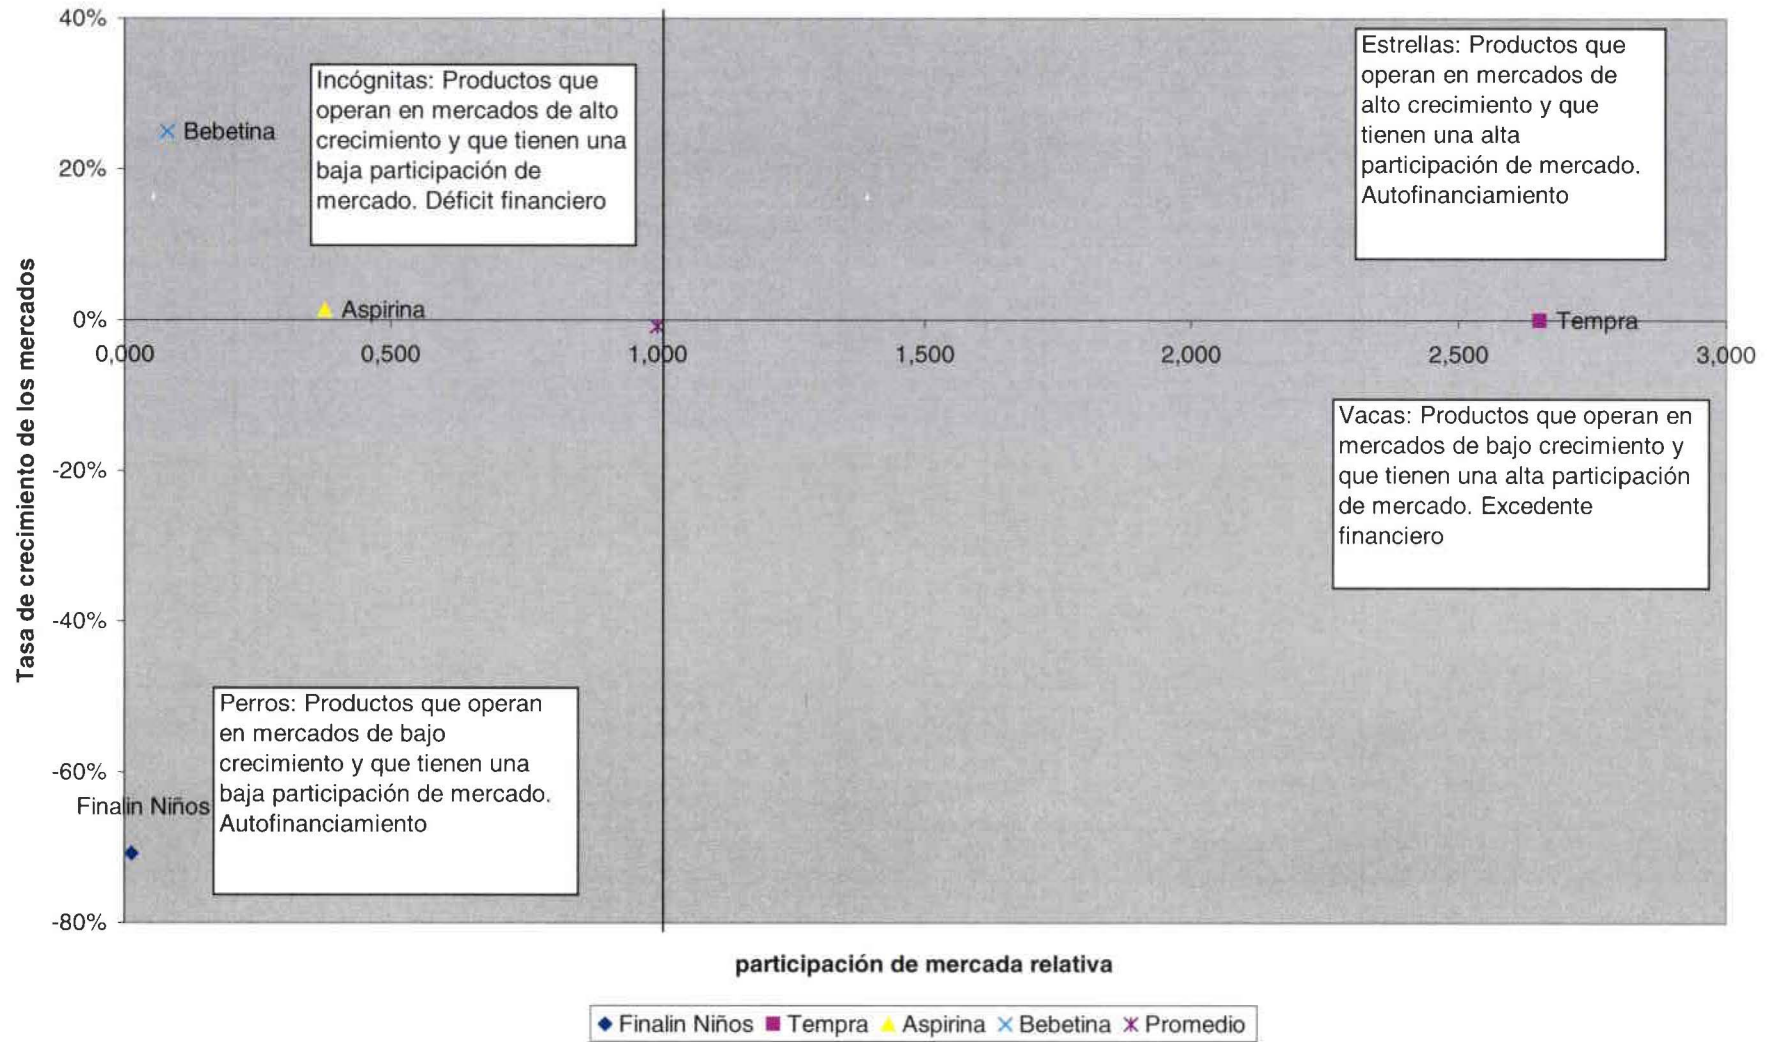 40%
Estrellas: Productos que
operan en mercados de
alto crecimiento y que
tienen una alta
participación de mercado.
Autofinanciamiento
Incógnitas: Productos que
operan en mercados de alto
crecimiento y que tienen una
baja participación de
mercado. Déficit financiero
Bebetina
20%
Aspirina
0%
Tempra
0,000 0,500 1,000 1,500 2,000 2,500 3,000
Tasa de crecimiento de los mercados
Vacas: Productos que operan en
mercados de bajo crecimiento y
que tienen una alta participación
de mercado. Excedente
financiero
-20%
-40%
Perros: Productos que operan
en mercados de bajo
crecimiento y que tienen una
baja participación de mercado.
Autofinanciamiento
-60%
Finalin Niños
-80%
participación de mercada relativa
Finalin Niños Tempra Aspirina Bebetina Promedio